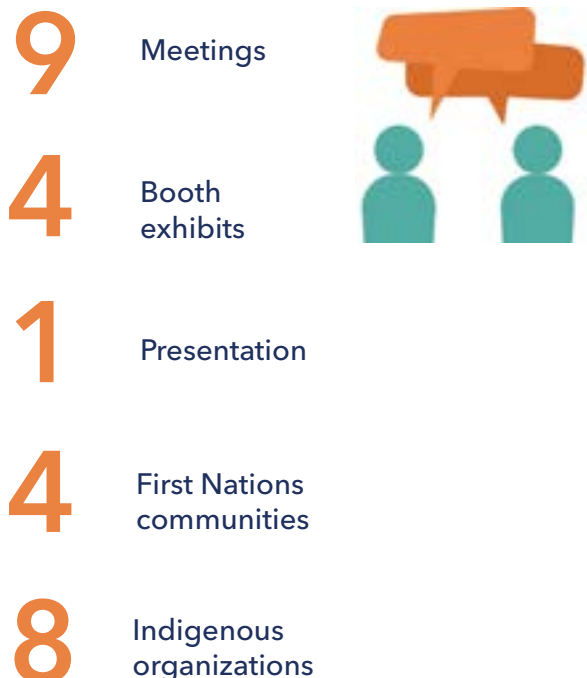 9 Meetings
4 Booth
exhibits
1 Presentation
4 First Nations
communities
8 Indigenous
organizations